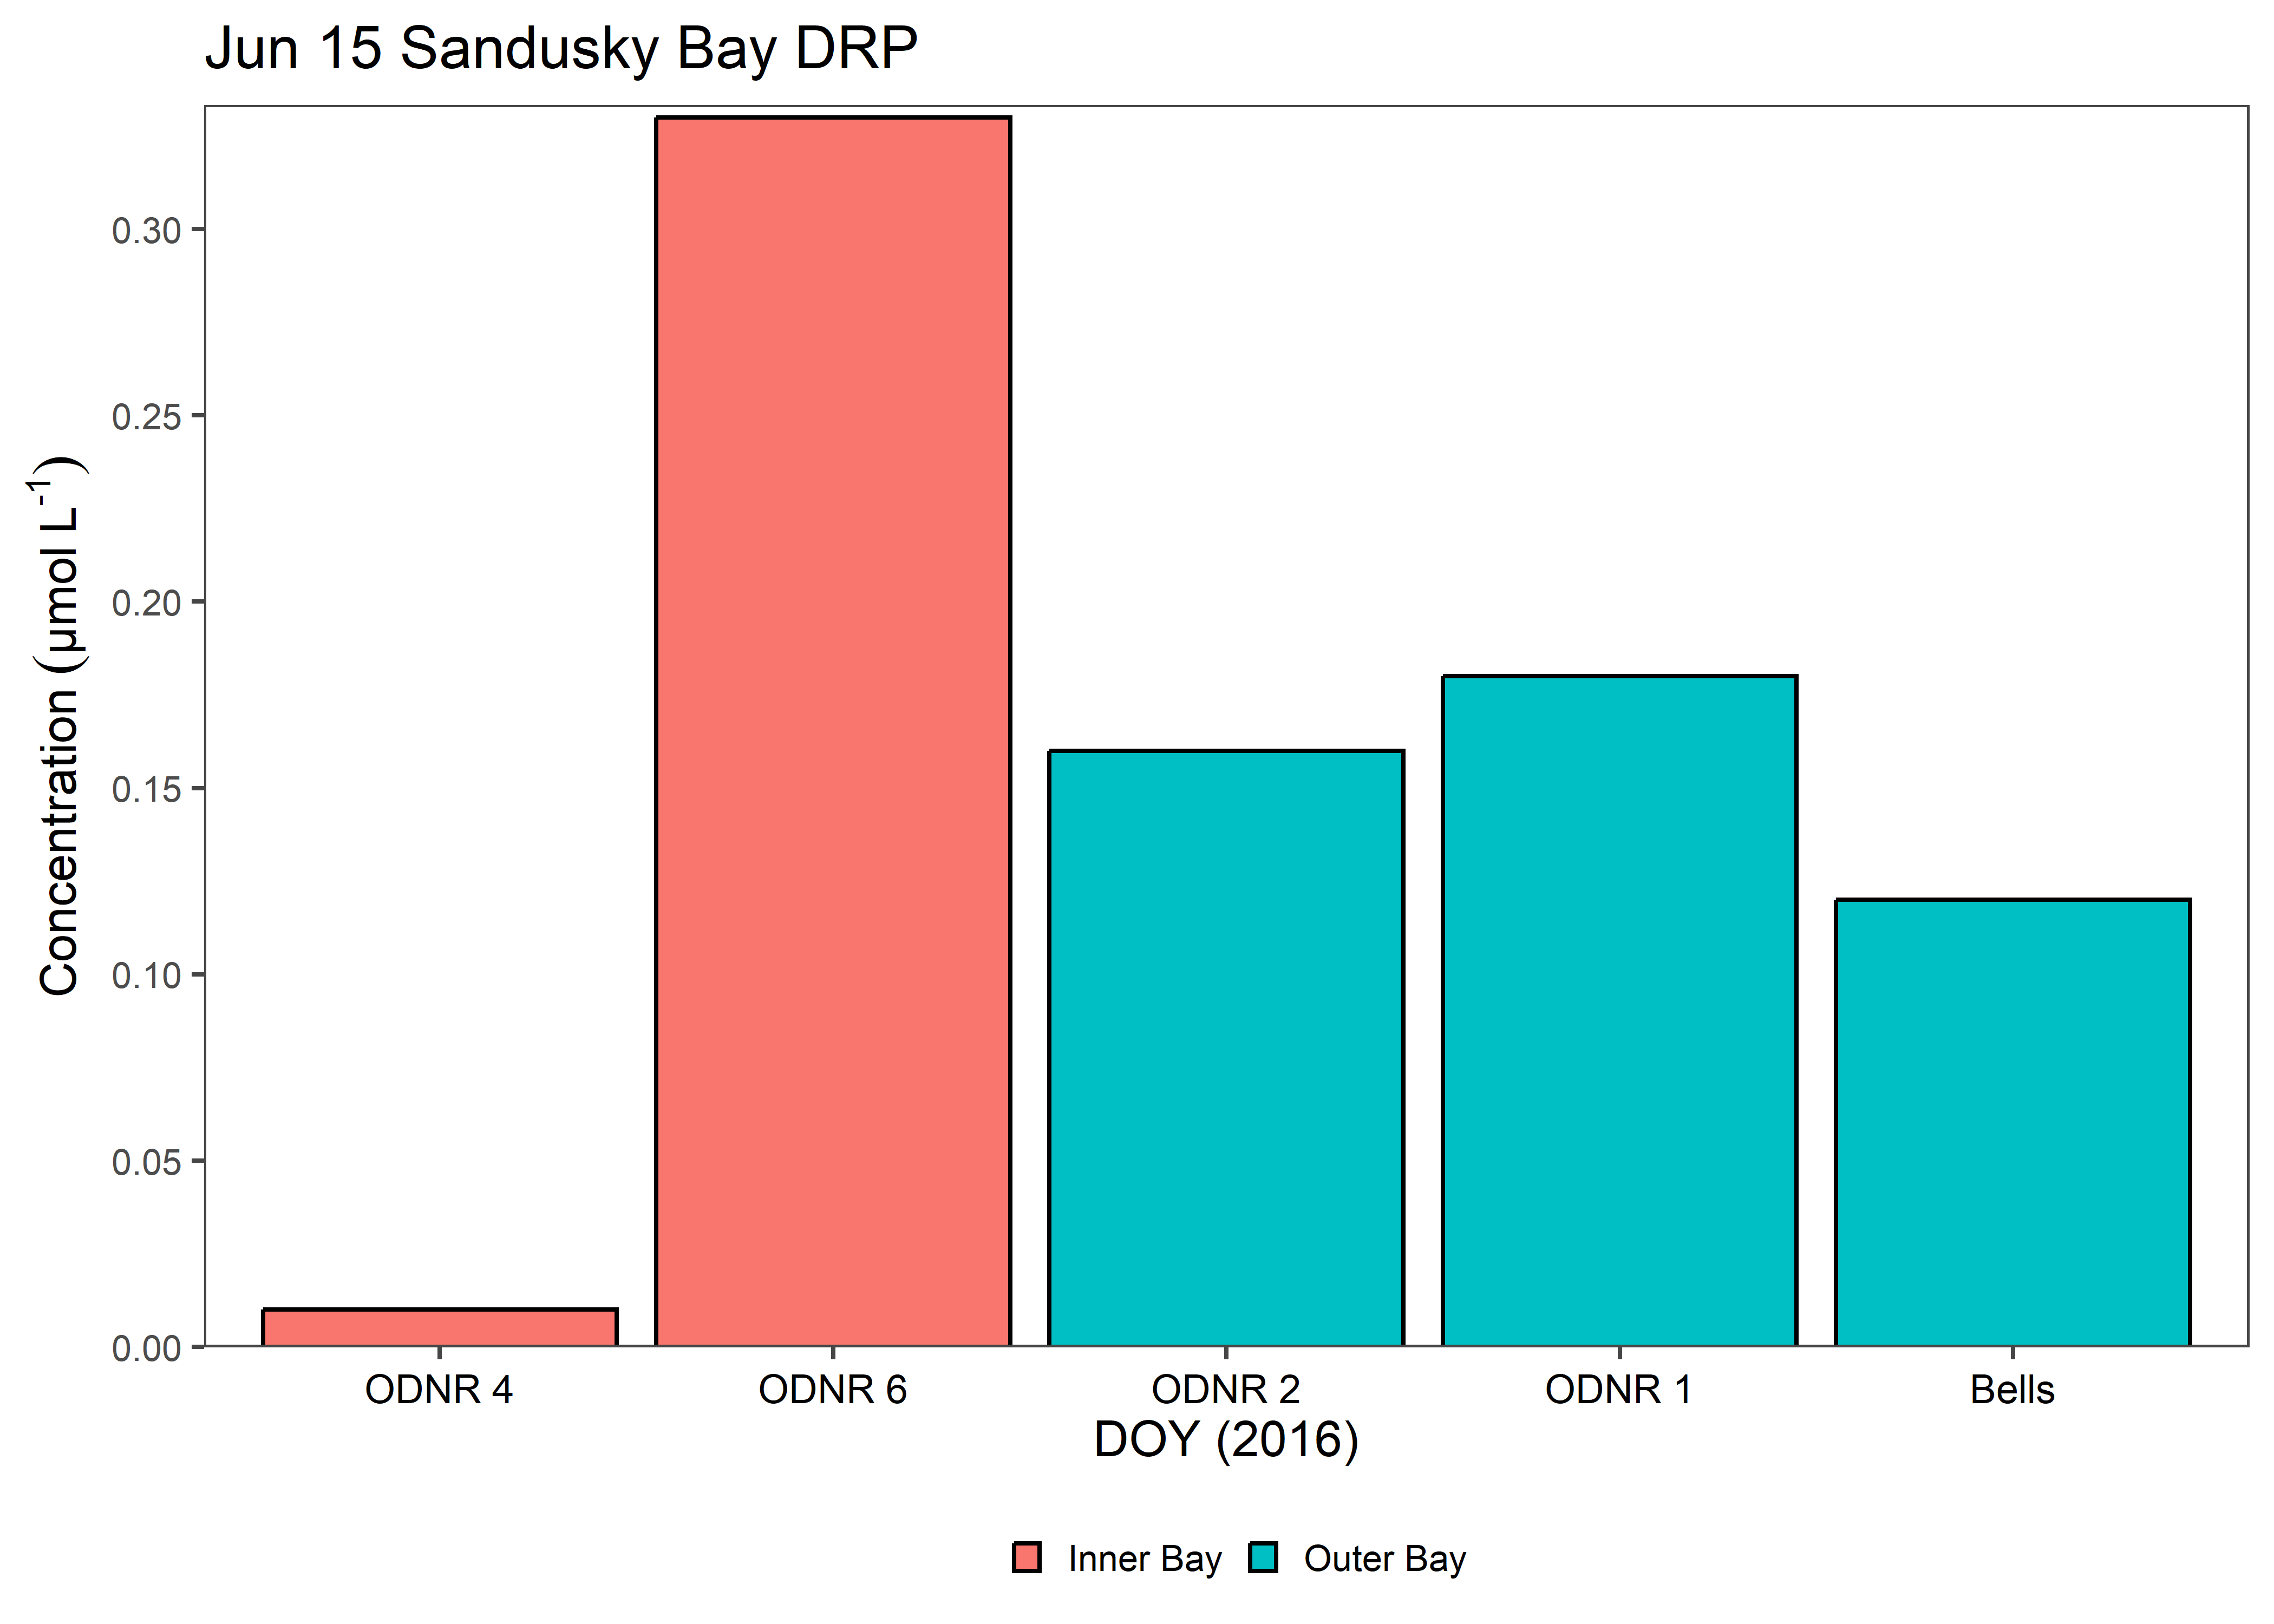 Jun 15 Sandusky Bay DRP
Concentration (µmol L⁻¹)
0.30
0.25
0.20
0.15
0.10
0.05
0.00
ODNR 4 ODNR 6 ODNR 2 ODNR 1 Bells
DOY (2016)
Inner Bay Outer Bay